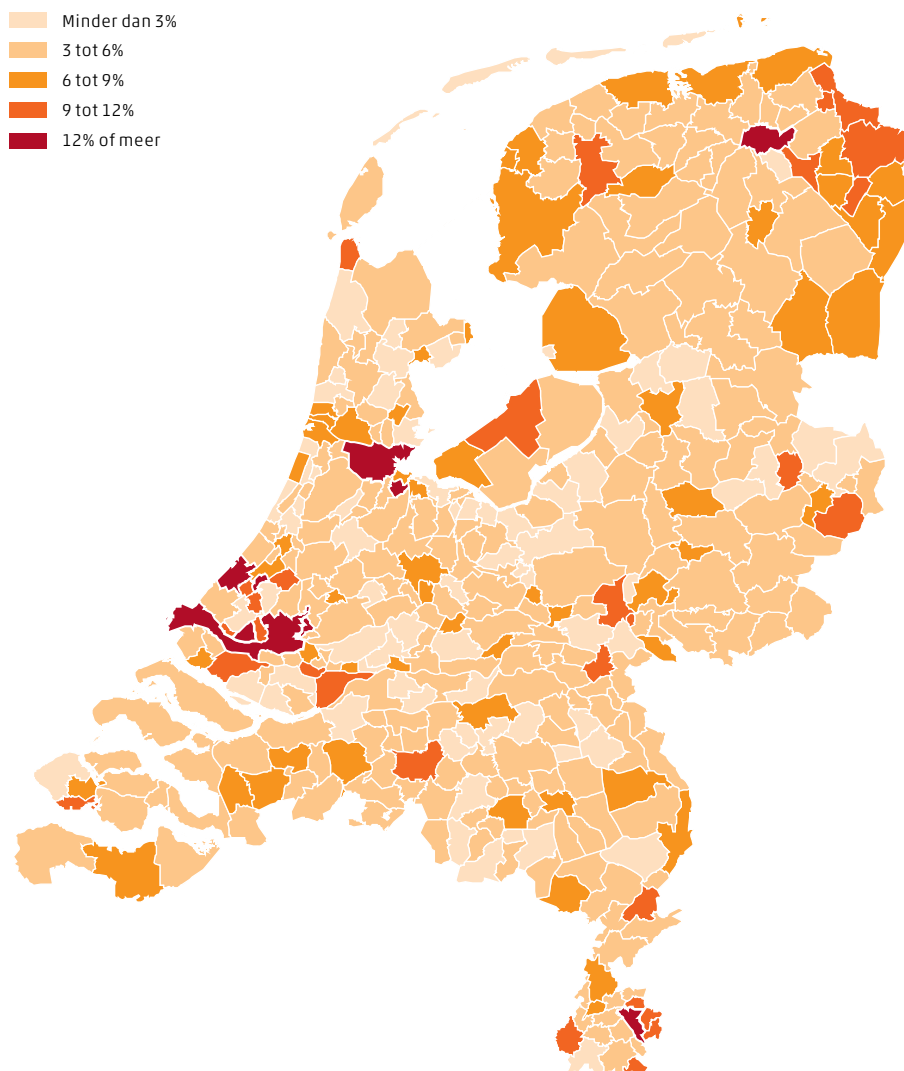 Minder dan 3%
3 tot 6%
6 tot 9%
9 tot 12%
12% of meer